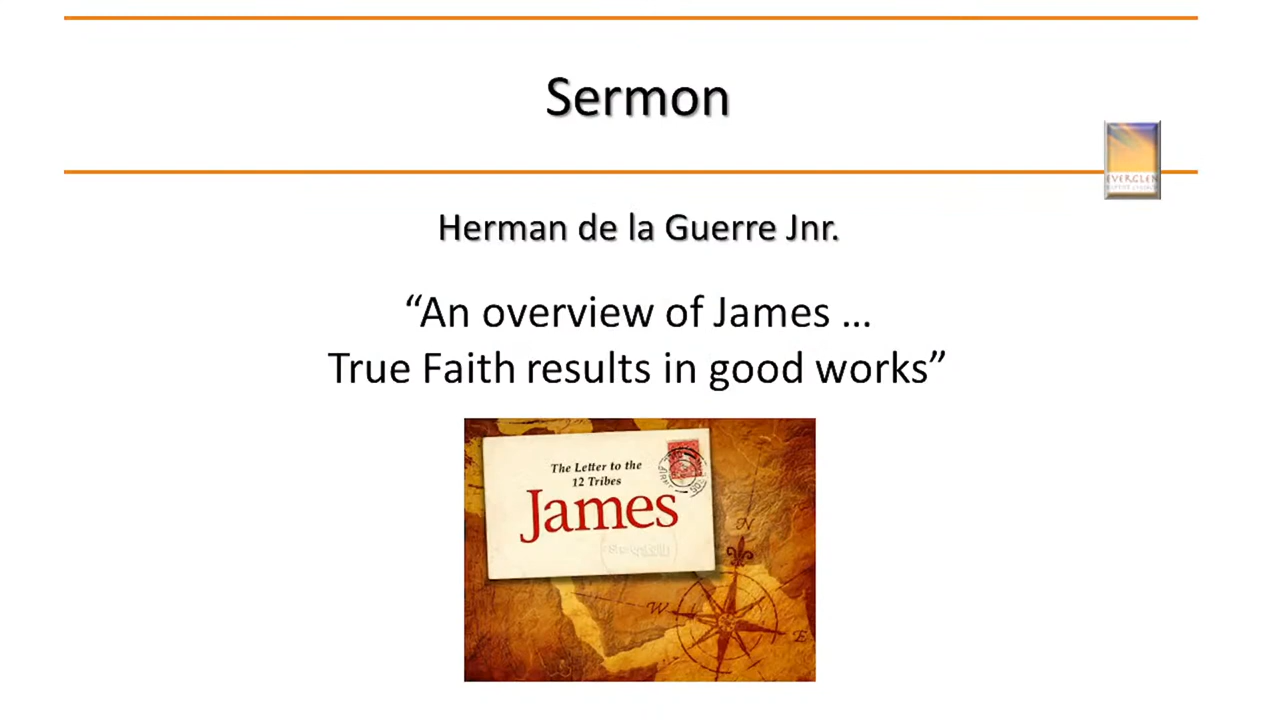 Sermon
EVERGLEN
Herman de la Guerre Jnr.
“An overview of James ...
True Faith results in good works”
The Letter to the
12 Tribes
James
N
W
E